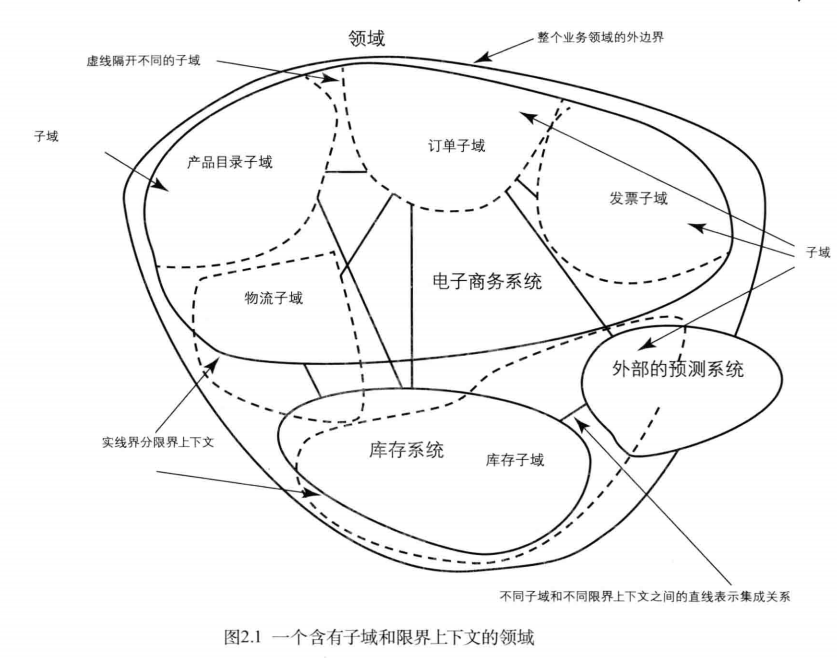 领域
整个业务领域的外边界
虚线隔开不同的子域
子域
产品目录子域
订单子域
发票子域
子域
电子商务系统
物流子域
外部的预测系统
实线界分限界上下文
库存系统
库存子域
不同子域和不同限界上下文之间的直线表示集成关系
图2.1 一个含有子域和限界上下文的领域